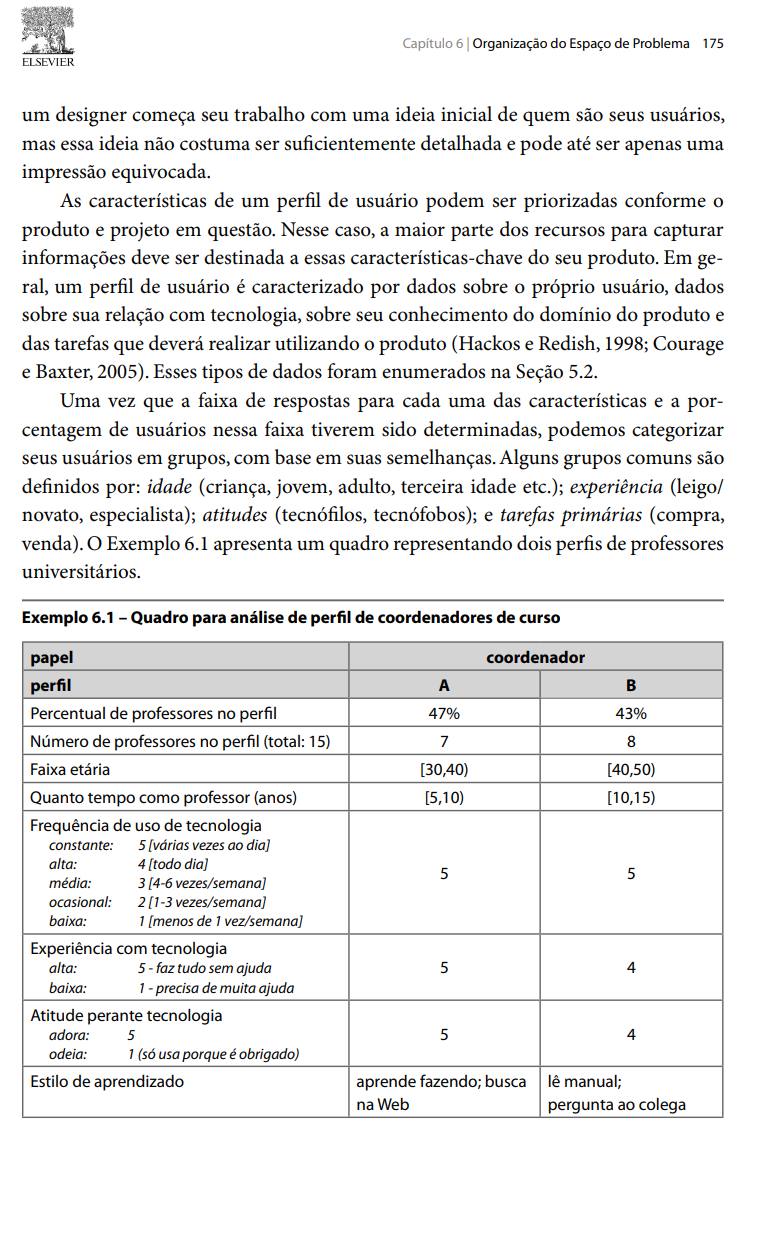 ELSEVIER
Capítulo 6 | Organização do Espaço de Problema 175
um designer começa seu trabalho com uma ideia inicial de quem são seus usuários,
mas essa ideia não costuma ser suficientemente detalhada e pode até ser apenas uma
impressão equivocada.
As características de um perfil de usuário podem ser priorizadas conforme o
produto e projeto em questão. Nesse caso, a maior parte dos recursos para capturar
informações deve ser destinada a essas características-chave do seu produto. Em ge-
ral, um perfil de usuário é caracterizado por dados sobre o próprio usuário, dados
sobre sua relação com tecnologia, sobre seu conhecimento do domínio do produto e
das tarefas que deverá realizar utilizando o produto (Hackos e Redish, 1998; Courage
e Baxter, 2005). Esses tipos de dados foram enumerados na Seção 5.2.
Uma vez que a faixa de respostas para cada uma das características e a por-
centagem de usuários nessa faixa tiverem sido determinadas, podemos categorizar
seus usuários em grupos, com base em suas semelhanças. Alguns grupos comuns são
definidos por: idade (criança, jovem, adulto, terceira idade etc.); experiência (leigo/
novato, especialista); atitudes (tecnófilos, tecnófobos); e tarefas primárias (compra,
venda). O Exemplo 6.1 apresenta um quadro representando dois perfis de professores
universitários.
Exemplo 6.1 – Quadro para análise de perfil de coordenadores de curso
papel coordenador
perfil A B
Percentual de professores no perfil 47% 43%
Número de professores no perfil (total: 15) 7 8
Faixa etária [30,40) [40,50)
Quanto tempo como professor (anos) [5,10) [10,15)
Frequência de uso de tecnologia
constante: 5 [várias vezes ao dia]
alta: 4 [todo dia]
média: 3 [4-6 vezes/semana]
ocasional: 2 [1-3 vezes/semana]
baixa: 1 [menos de 1 vez/semana]
5 5
Experiência com tecnologia
alta: 5 - faz tudo sem ajuda
baixa: 1 - precisa de muita ajuda
5 4
Atitude perante tecnologia
adora: 5
odeia: 1 (só usa porque é obrigado)
5 4
Estilo de aprendizado
aprende fazendo; busca
na Web
lê manual;
pergunta ao colega